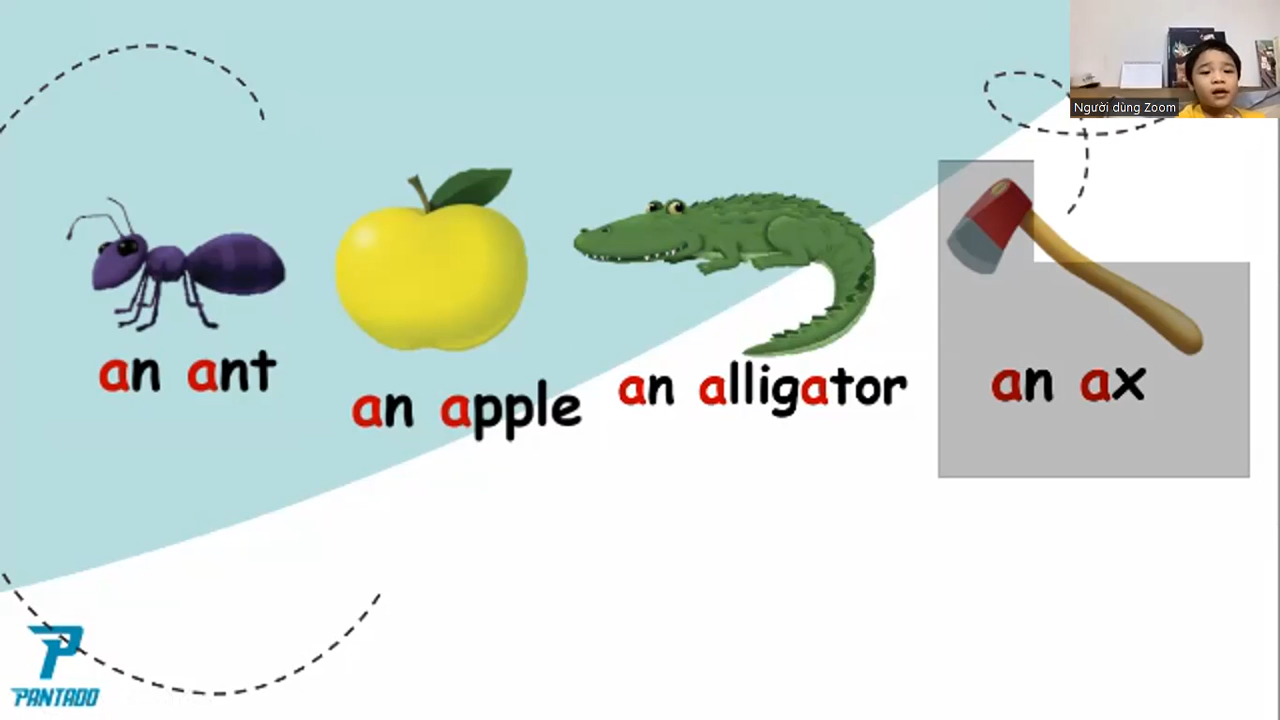 Người dùng Zoom
an ant
an apple
an alligator
an ax
PANTADO